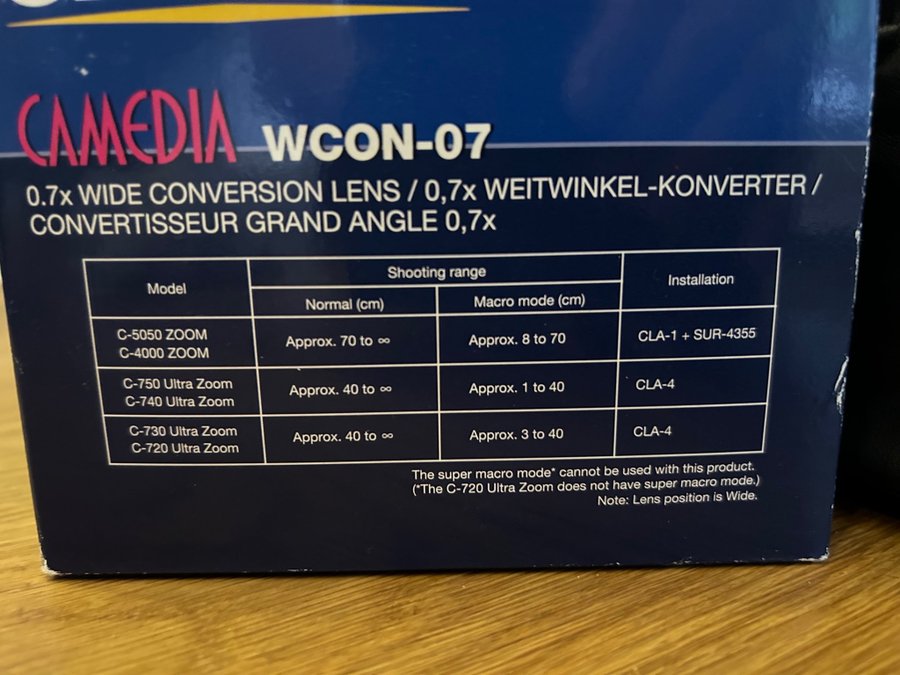 CAMEDIA WCON-07
0.7x WIDE CONVERSION LENS / 0,7x WEITWINKEL-KONVERTER /
CONVERTISSEUR GRAND ANGLE 0,7x
Model
Shooting range
Installation
Normal (cm)
Macro mode (cm)
C-5050 ZOOM
C-4000 ZOOM
Approx. 70 to ∞
Approx. 8 to 70
CLA-1 + SUR-4355
C-750 Ultra Zoom
C-740 Ultra Zoom
Approx. 40 to ∞
Approx. 1 to 40
CLA-4
C-730 Ultra Zoom
C-720 Ultra Zoom
Approx. 40 to ∞
Approx. 3 to 40
CLA-4
The super macro mode* cannot be used with this product.
(*The C-720 Ultra Zoom does not have super macro mode.)
Note: Lens position is Wide.